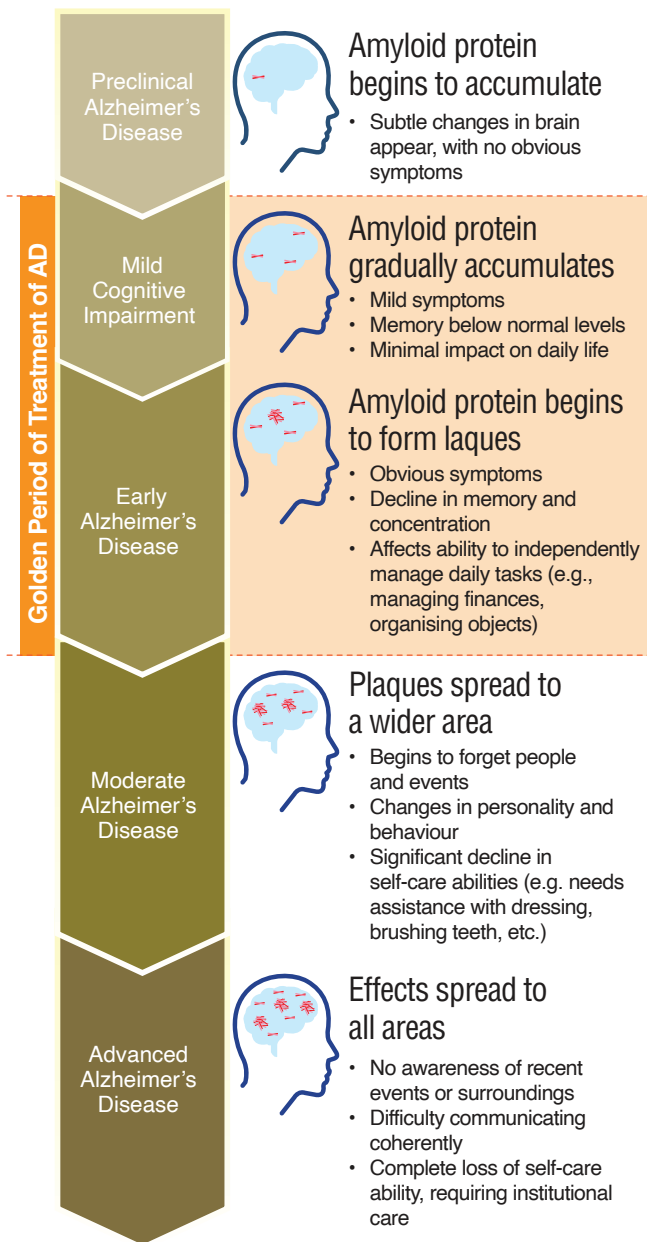 Preclinical
Alzheimer's
Disease
Amyloid protein
begins to accumulate
• Subtle changes in brain
appear, with no obvious
symptoms
Golden Period of Treatment of AD
Mild
Cognitive
Impairment
Amyloid protein
gradually accumulates
• Mild symptoms
• Memory below normal levels
• Minimal impact on daily life
Early
Alzheimer's
Disease
Amyloid protein begins
to form laques
• Obvious symptoms
• Decline in memory and
concentration
• Affects ability to independently
manage daily tasks (e.g.,
managing finances,
organising objects)
Moderate
Alzheimer's
Disease
Plaques spread to
a wider area
• Begins to forget people
and events
• Changes in personality and
behaviour
• Significant decline in
self-care abilities (e.g. needs
assistance with dressing,
brushing teeth, etc.)
Advanced
Alzheimer's
Disease
Effects spread to
all areas
• No awareness of recent
events or surroundings
• Difficulty communicating
coherently
• Complete loss of self-care
ability, requiring institutional
care